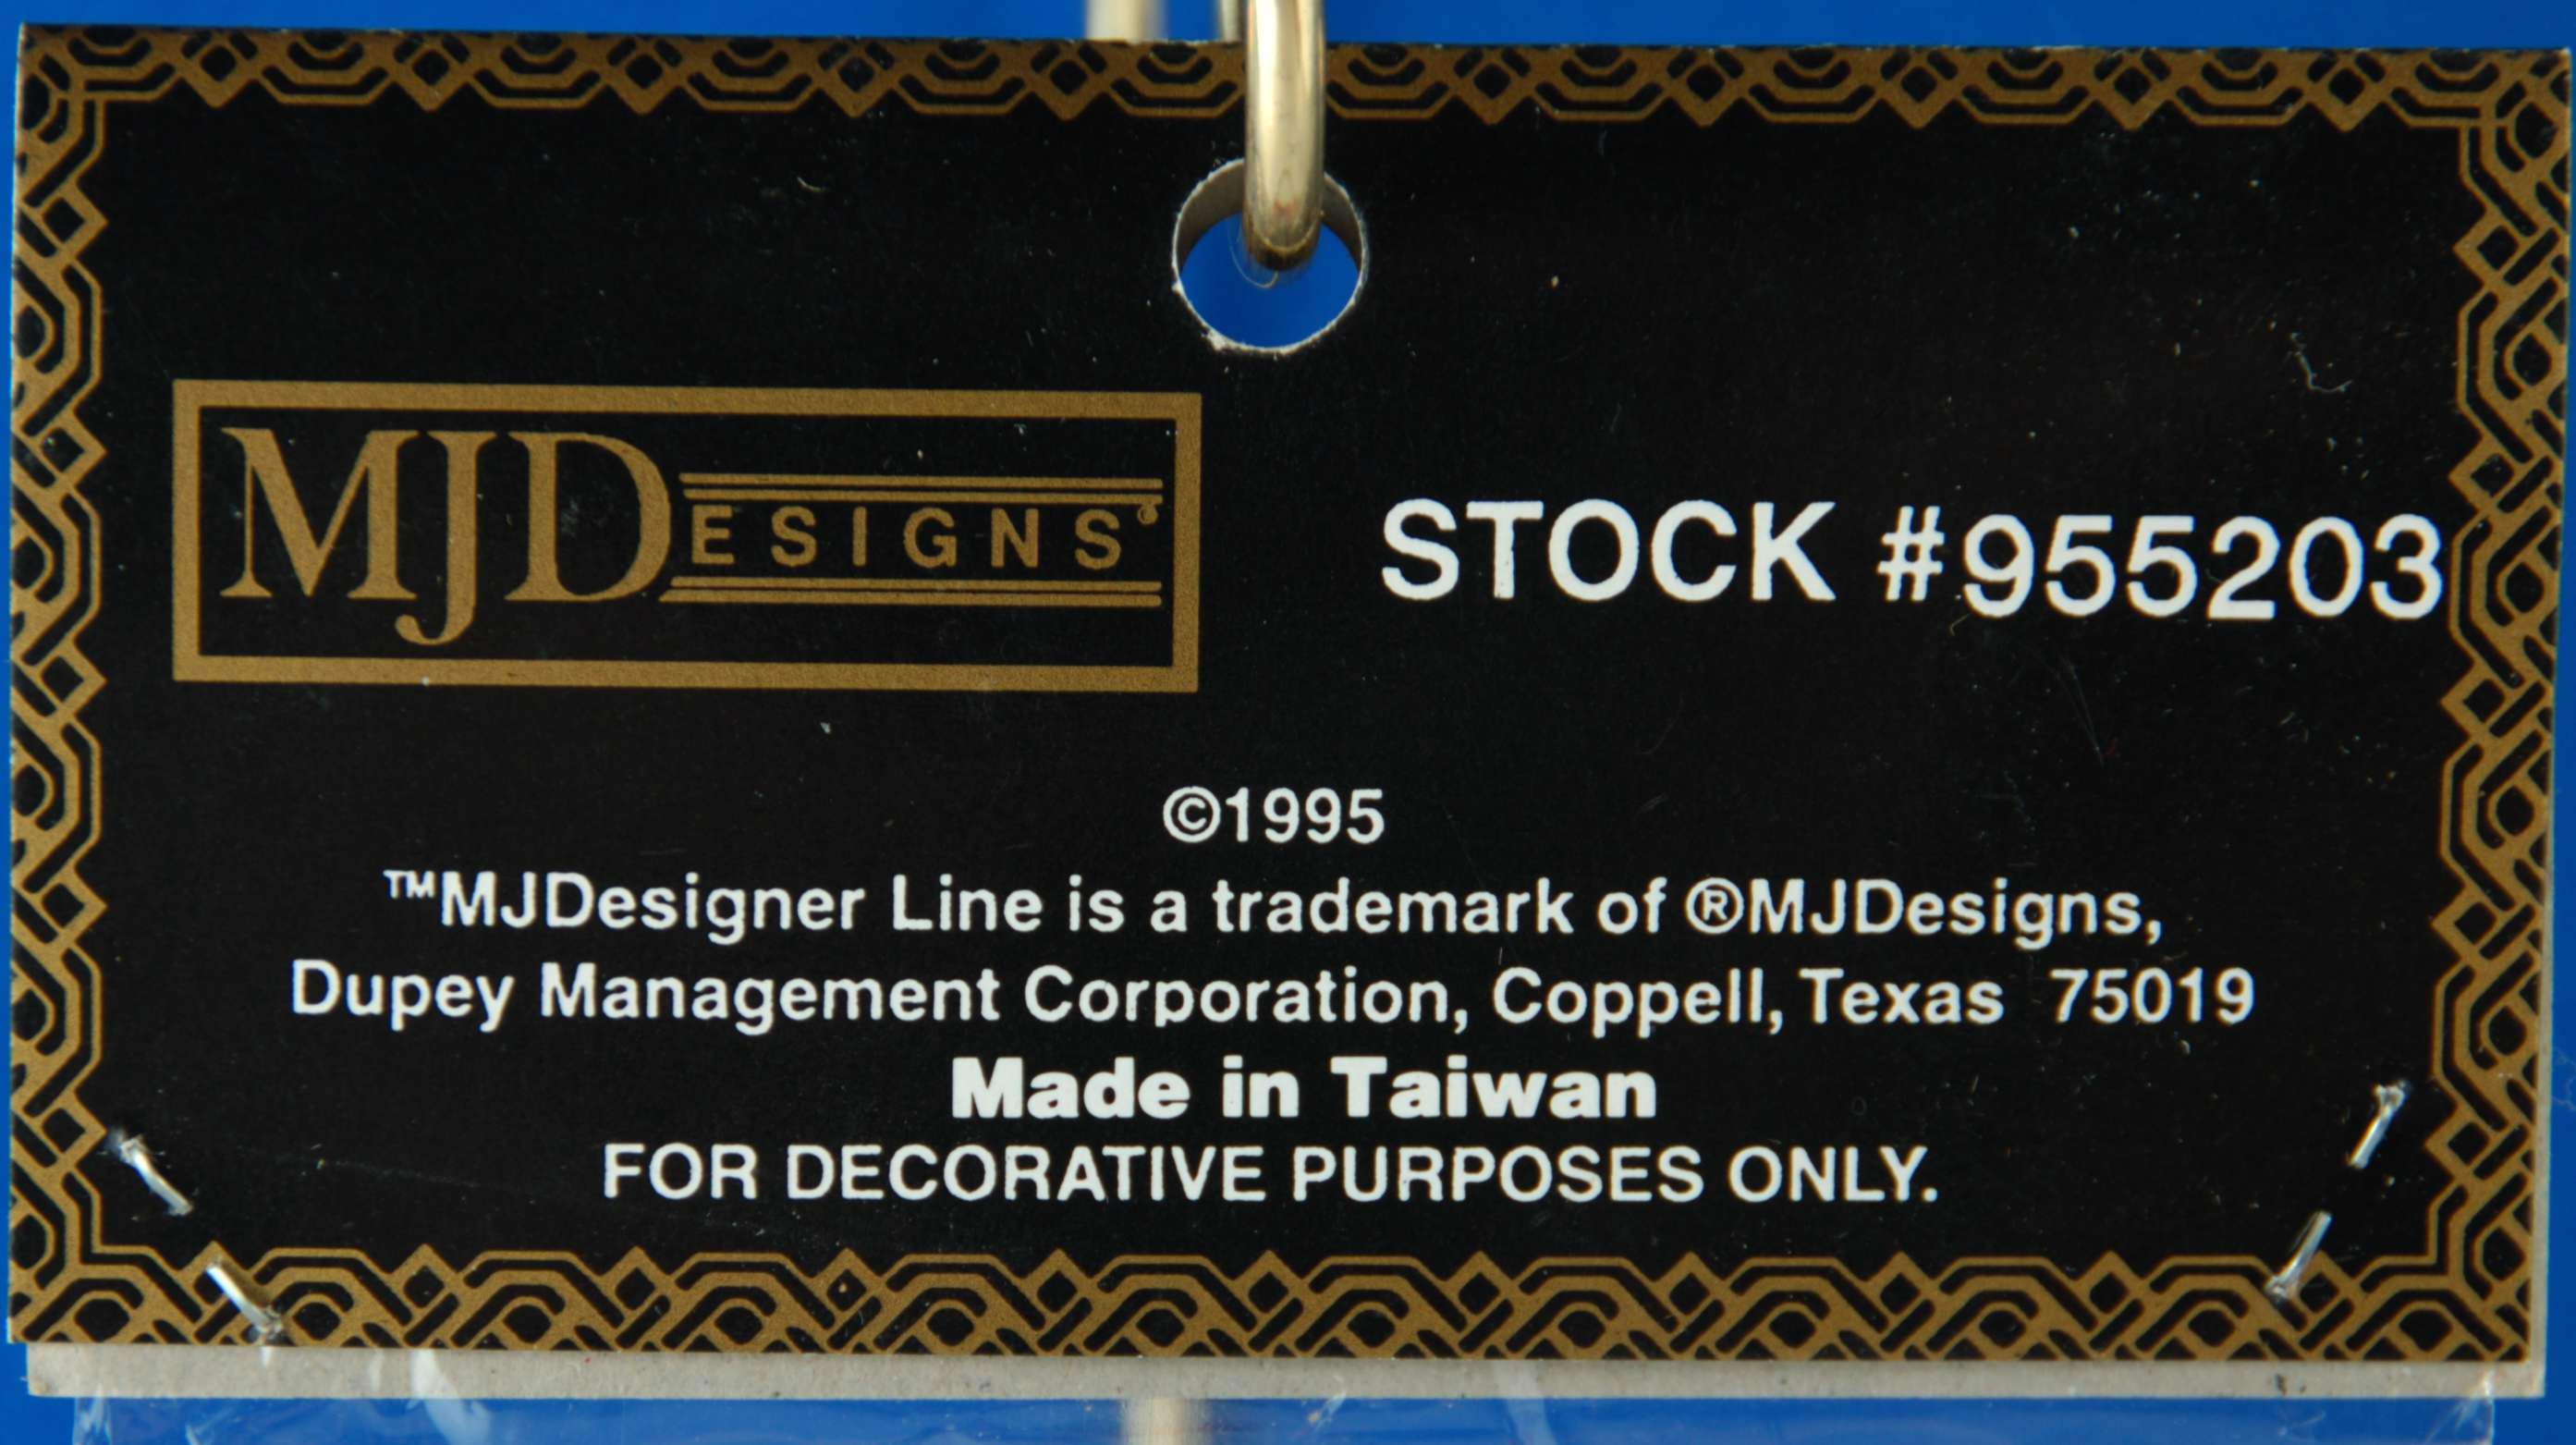 MJDESIGNS®
STOCK #955203
©1995
™MJDesigner Line is a trademark of ®MJDesigns,
Dupey Management Corporation, Coppell, Texas 75019
Made in Taiwan
FOR DECORATIVE PURPOSES ONLY.